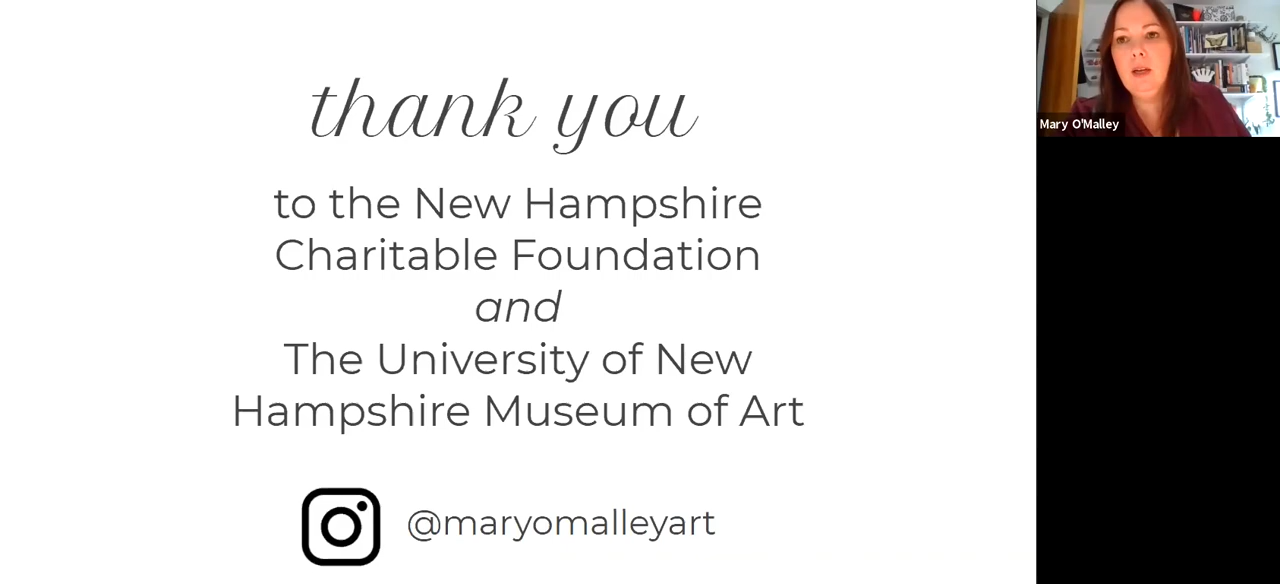 thank you
to the New Hampshire
Charitable Foundation
and
The University of New
Hampshire Museum of Art
@maryomalleyart
Mary O'Malley